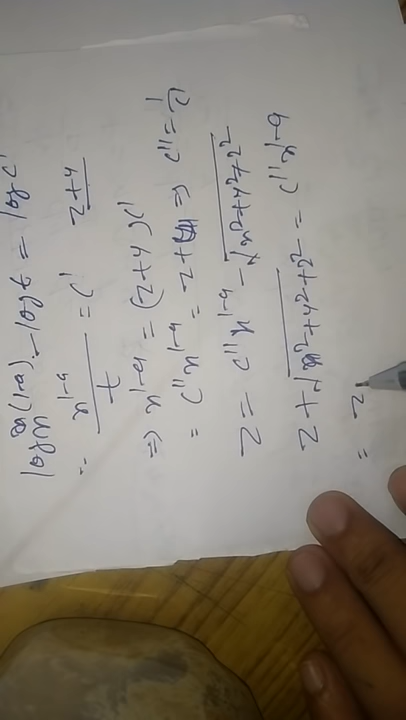 log x^(1-a) - log t = log c'
∴ x^(1-a)/t = c'   z+y
⇒ x^(1-a) = (z+y)c'
= c'' x^(1-a) = z+ ⇒ c'' = 1/c'
z = c'' x^(1-a) - √x²+y²+z²
z+√x²+y²+z² = c'' x^(1-a)
= z